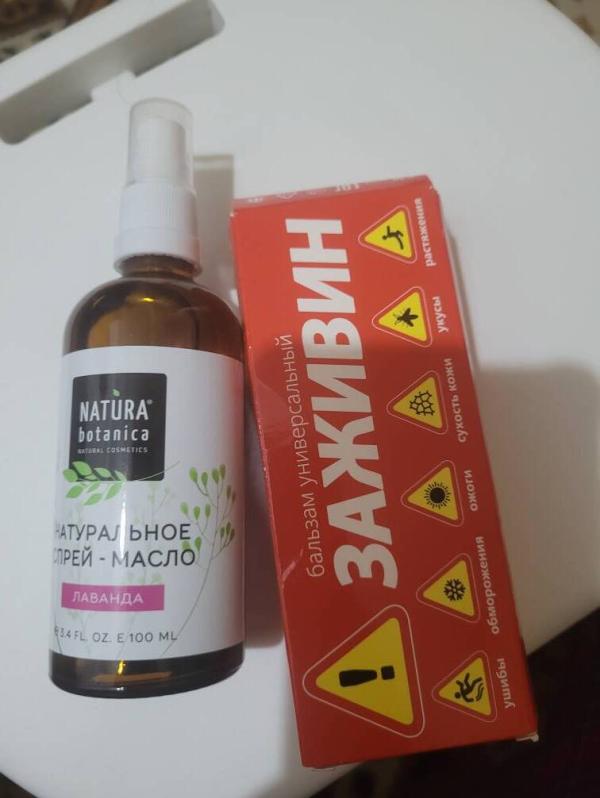 NATURA®
botanica
NATURAL COSMETICS
НАТУРАЛЬНОЕ
СПРЕЙ - МАСЛО
ЛАВАНДА
3.4 FL. OZ. E 100 ML
бальзам универсальный
ЗАЖИВИН
растяжения
укусы
сухость кожи
ожоги
обморожения
ушибы